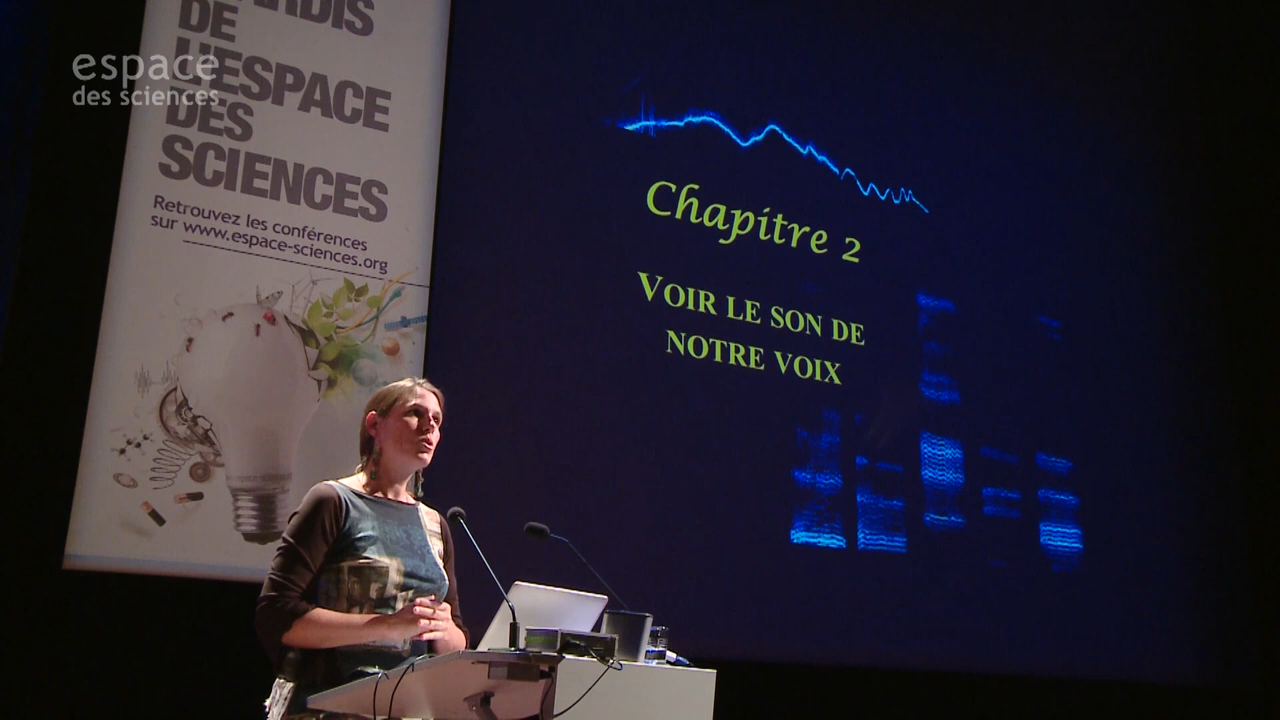 espace
des sciences
DE
L'ESPACE
DES
SCIENCES
Retrouvez les conférences
sur www.espace-sciences.org
Chapitre 2
VOIR LE SON DE
NOTRE VOIX